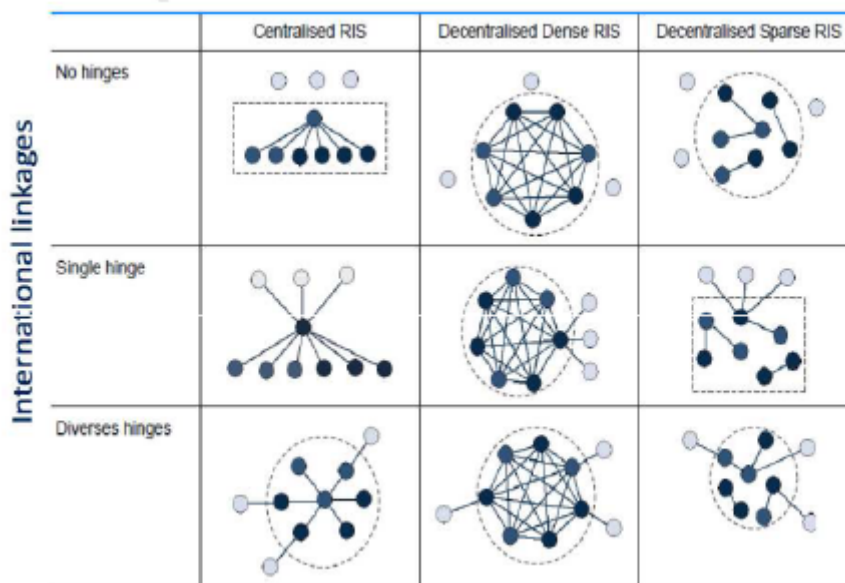 Centralised RIS
Decentralised Dense RIS
Decentralised Sparse RIS
No hinges
International linkages
Single hinge
Diverses hinges